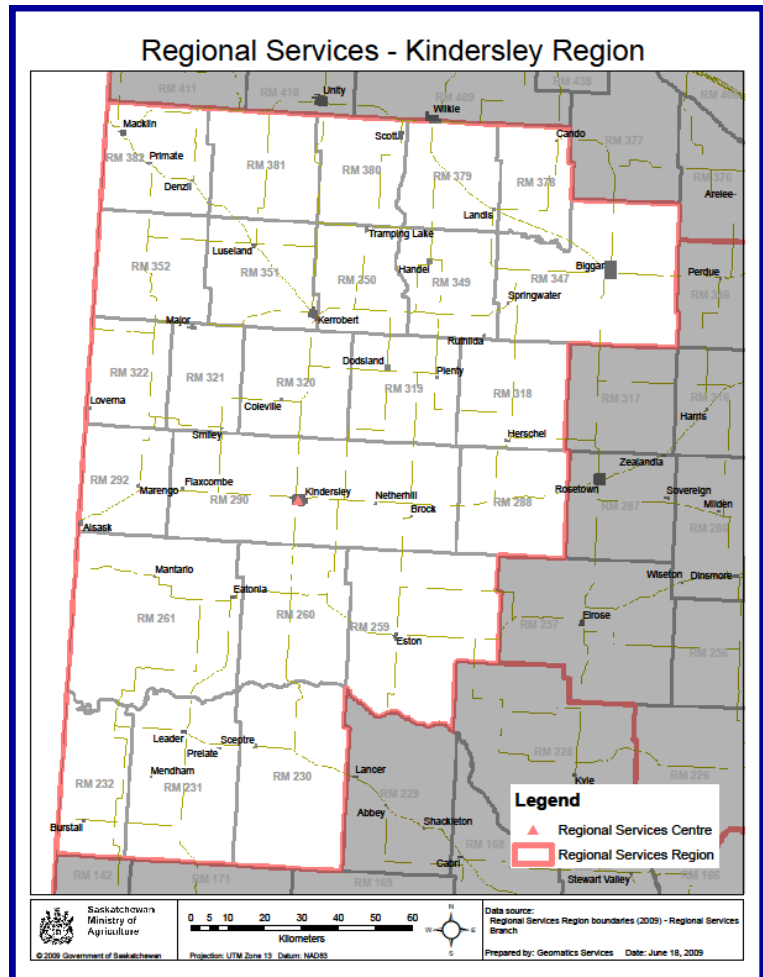 Regional Services - Kindersley Region
RM 411
RM 410
Unity
RM 409
RM 438
Wilkie
Macklin
Scott
Cando
RM 377
RM 382
Primate
RM 381
RM 380
RM 379
RM 378
RM 376
Denzil
Arelee
Landis
Tramping Lake
Luseland
RM 352
RM 351
RM 350
Handel
RM 349
RM 347
Biggar
Perdue
RM 346
Springwater
Kerrobert
Major
Ruthilda
Dodsland
RM 322
RM 321
RM 320
RM 319
Plenty
RM 318
RM 317
RM 316
Loverna
Coleville
Harris
Smiley
Herschel
Zealandia
RM 292
Marengo
Flaxcombe
RM 290
Kindersley
Netherhill
Brock
RM 288
Rosetown
RM 287
Sovereign
Milden
RM 286
Alsask
Mantario
Eatonia
Wiseton
Dinsmore
RM 261
RM 260
RM 259
Eston
RM 257
Elrose
RM 256
Leader
Sceptre
Prelate
Mendham
RM 232
RM 231
RM 230
Lancer
RM 229
RM 228
Kyle
RM 226
Abbey
Burstall
Shackleton
RM 168
Cabri
RM 142
RM 171
RM 169
Stewart Valley
RM 166
Legend
Regional Services Centre
Regional Services Region
Saskatchewan
Ministry of
Agriculture
© 2009 Government of Saskatchewan
0 5 10 20 30 40 50 60
Kilometers
Projection: UTM Zone 13 Datum: NAD83
N
W
E
S
Data source:
Regional Services Region boundaries (2009) - Regional Services
Branch
Prepared by: Geomatics Services Date: June 18, 2009